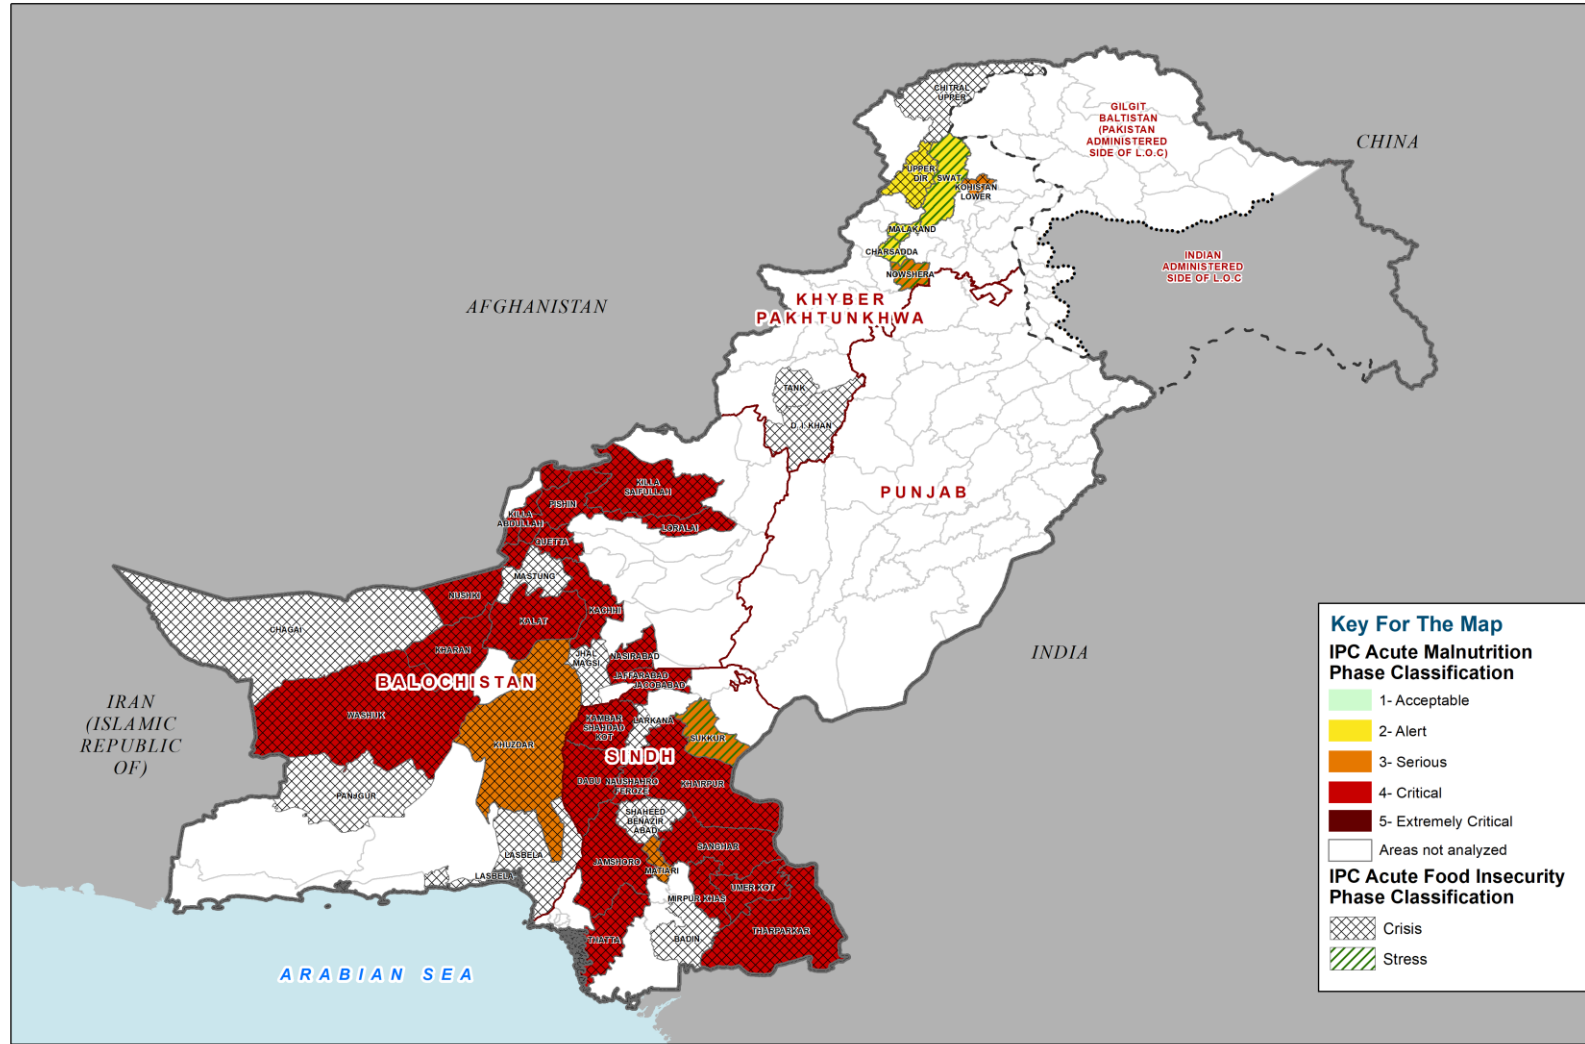 CHITRAL
UPPER
GILGIT
BALTISTAN
(PAKISTAN
ADMINISTERED
SIDE OF L.O.C)
CHINA
UPPER
DIR
SWAT
KOHISTAN
LOWER
MALAKAND
CHARSADDA
NOWSHERA
INDIAN
ADMINISTERED
SIDE OF L.O.C
AFGHANISTAN
KHYBER
PAKHTUNKHWA
TANK
D. I. KHAN
PUNJAB
KILLA
SAIFULLAH
PISHIN
KILLA
ABDULLAH
LORALAI
QUETTA
MASTUNG
NUSHKI
KACHHI
KALAT
CHAGAI
KHARAN
JHAL
MAGSI
NASIRABAD
JAFFARABAD
JACOBABAD
BALOCHISTAN
WASHUK
KAMBAR
SHAHDAD
KOT
LARKANA
SUKKUR
KHUZDAR
SINDH
DADU
NAUSHAHRO
FEROZE
KHAIRPUR
PANJGUR
SHAHEED
BENAZIR
ABAD
SANGHAR
LASBELA
JAMSHORO
MATIARI
LASBELA
UMER KOT
MIRPUR KHAS
THARPARKAR
THATTA
BADIN
IRAN
(ISLAMIC
REPUBLIC
OF)
INDIA
ARABIAN SEA
Key For The Map
IPC Acute Malnutrition
Phase Classification
1- Acceptable
2- Alert
3- Serious
4- Critical
5- Extremely Critical
Areas not analyzed
IPC Acute Food Insecurity
Phase Classification
Crisis
Stress